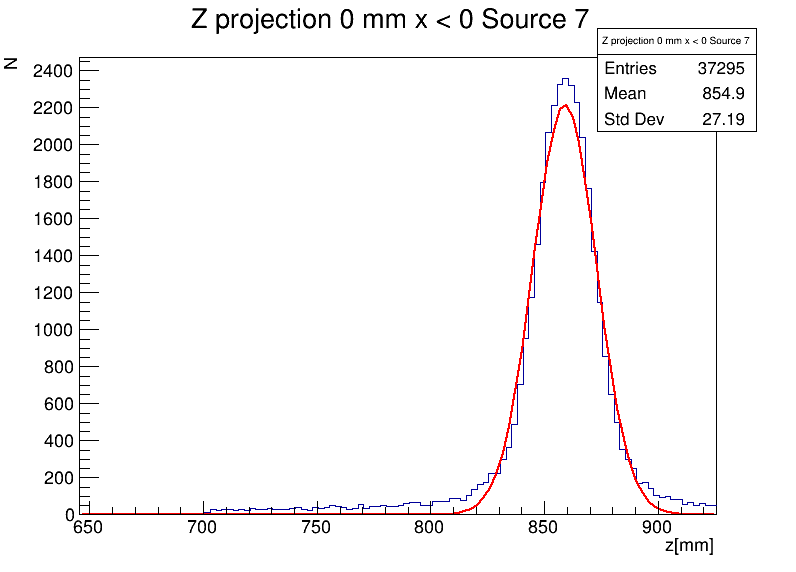 Z projection 0 mm x < 0 Source 7
Z projection 0 mm x < 0 Source 7
Entries 37295
Mean 854.9
Std Dev 27.19
N
2400
2200
2000
1800
1600
1400
1200
1000
800
600
400
200
0
650 700 750 800 850 900
z[mm]